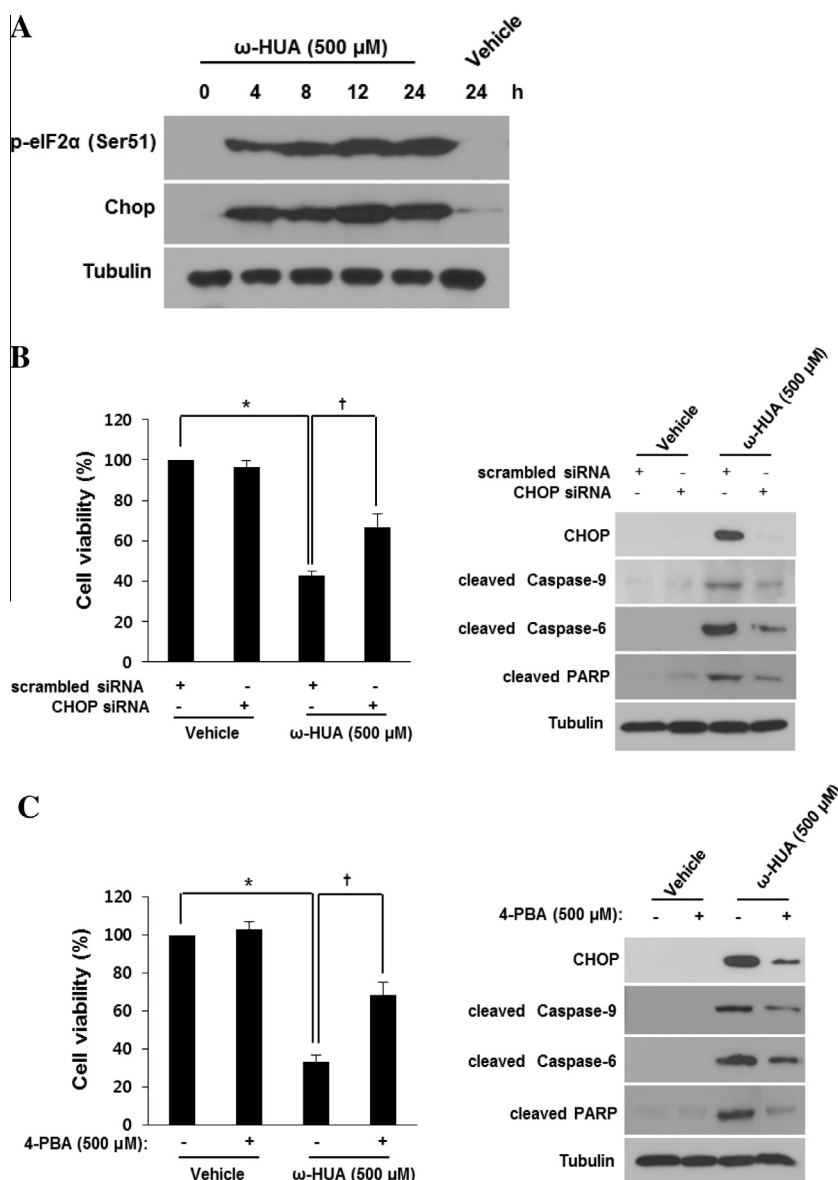 A
ω-HUA (500 μM)
Vehicle
0 4 8 12 24 24 h
p-eIF2α (Ser51)
Chop
Tubulin
B
120
100
80
60
40
20
0
Cell viability (%)
*
†
scrambled siRNA + - + -
CHOP siRNA - + - +
Vehicle
ω-HUA (500 μM)
Vehicle
ω-HUA (500 μM)
scrambled siRNA + - + -
CHOP siRNA - + - +
CHOP
cleaved Caspase-9
cleaved Caspase-6
cleaved PARP
Tubulin
C
120
100
80
60
40
20
0
Cell viability (%)
*
†
4-PBA (500 μM): - + - +
Vehicle
ω-HUA (500 μM)
Vehicle
ω-HUA (500 μM)
4-PBA (500 μM): - + - +
CHOP
cleaved Caspase-9
cleaved Caspase-6
cleaved PARP
Tubulin